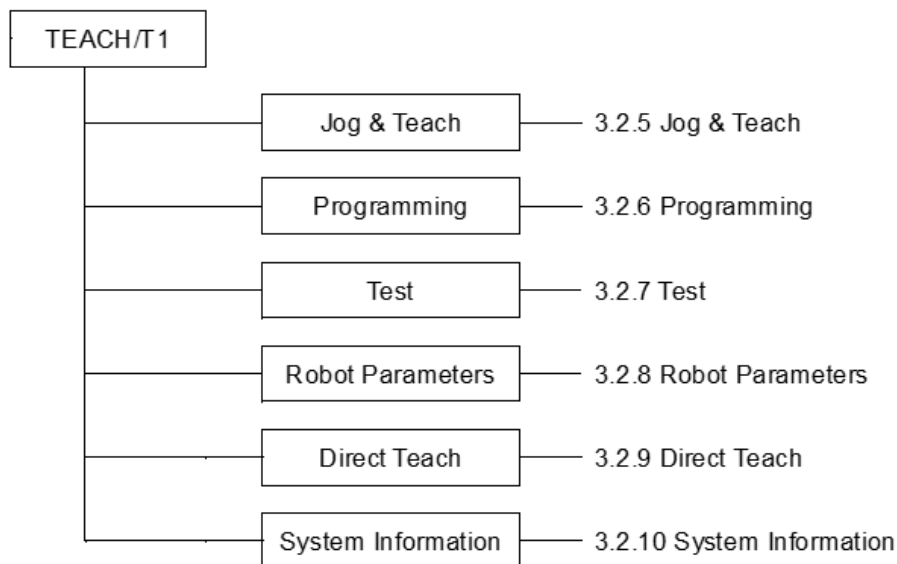 TEACH/T1
Jog & Teach 3.2.5 Jog & Teach
Programming 3.2.6 Programming
Test 3.2.7 Test
Robot Parameters 3.2.8 Robot Parameters
Direct Teach 3.2.9 Direct Teach
System Information 3.2.10 System Information